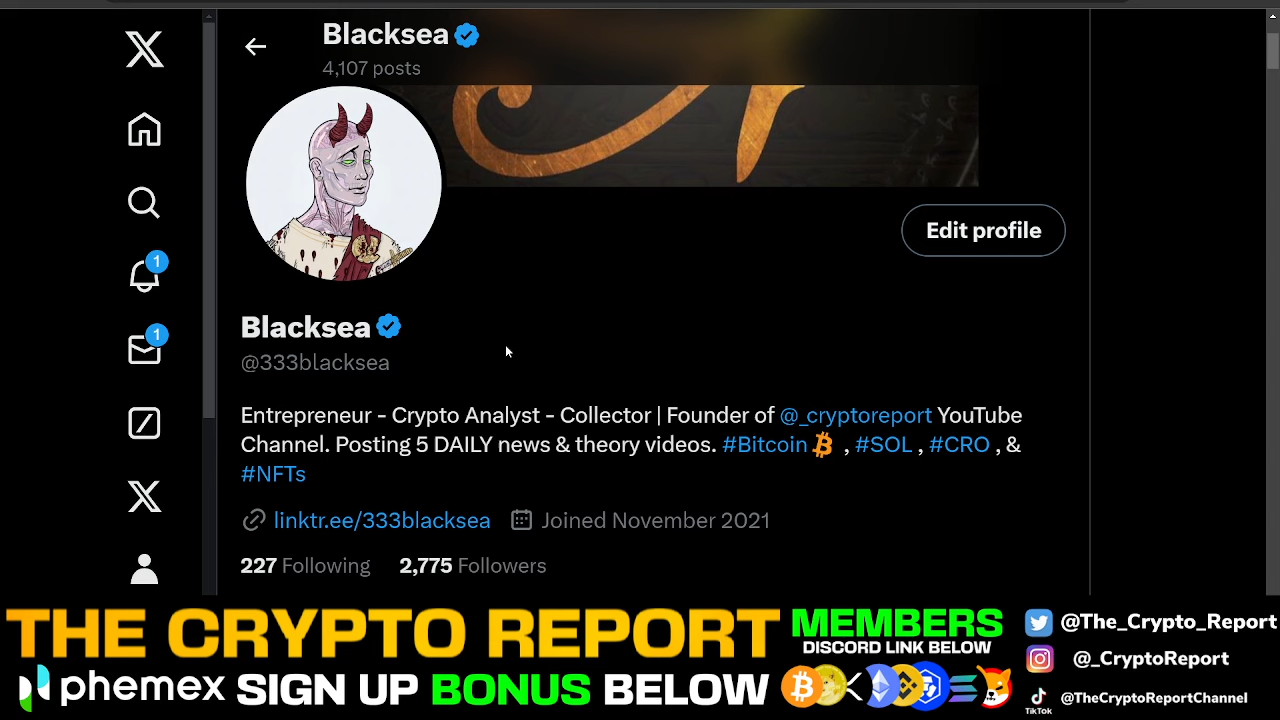 Blacksea
4,107 posts
Edit profile
1
1
Blacksea
@333blacksea
Entrepreneur - Crypto Analyst - Collector | Founder of @_cryptoreport YouTube
Channel. Posting 5 DAILY news & theory videos. #Bitcoin , #SOL , #CRO , &
#NFTs
linktr.ee/333blacksea Joined November 2021
227 Following 2,775 Followers
THE CRYPTO REPORT
phemex SIGN UP BONUS BELOW
MEMBERS
DISCORD LINK BELOW
@The_Crypto_Report
@_CryptoReport
TikTok @TheCryptoReportChannel